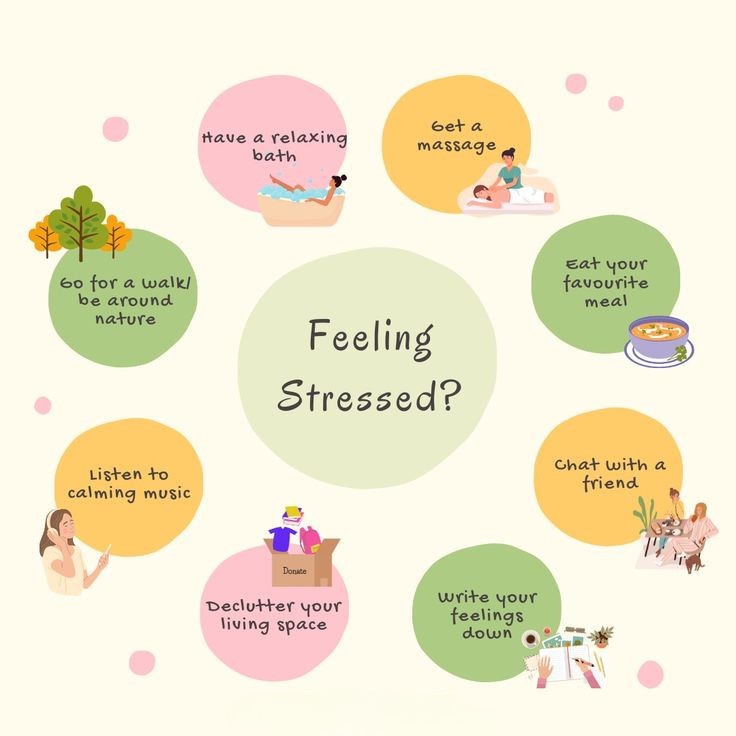 Have a relaxing
bath
Get a
massage
Go for a walk/
be around
nature
Eat your
favourite
meal
Feeling
Stressed?
Listen to
calming music
Chat with a
friend
Donate
Declutter your
living space
Write your
feelings
down